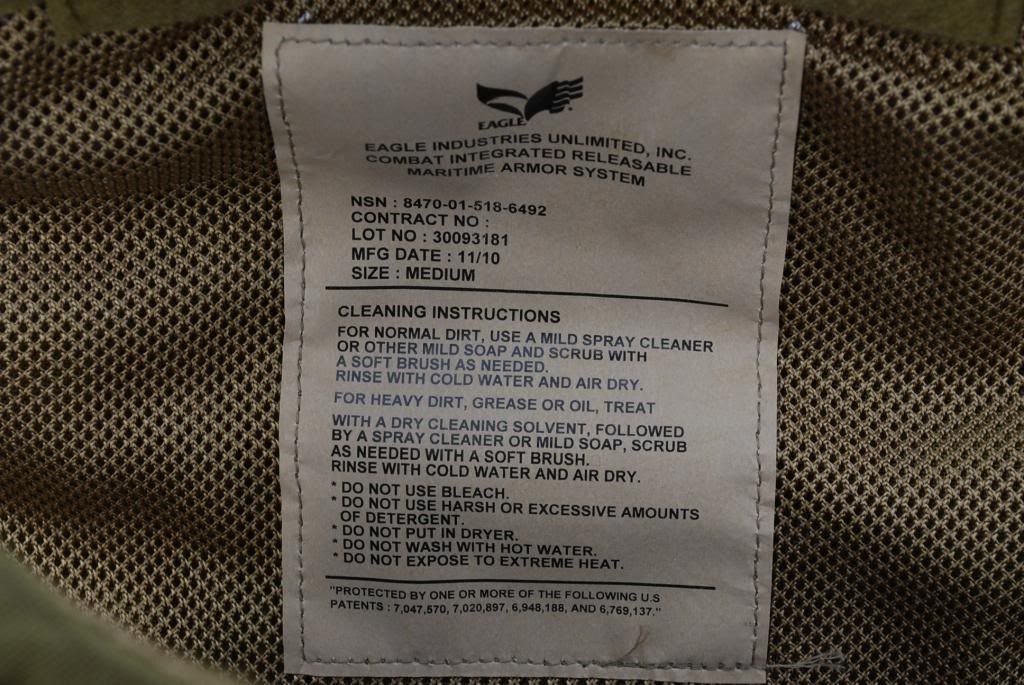 EAGLE
EAGLE INDUSTRIES UNLIMITED, INC.
COMBAT INTEGRATED RELEASABLE
MARITIME ARMOR SYSTEM
NSN : 8470-01-518-6492
CONTRACT NO :
LOT NO : 30093181
MFG DATE : 11/10
SIZE : MEDIUM
CLEANING INSTRUCTIONS
FOR NORMAL DIRT, USE A MILD SPRAY CLEANER
OR OTHER MILD SOAP AND SCRUB WITH
A SOFT BRUSH AS NEEDED.
RINSE WITH COLD WATER AND AIR DRY.
FOR HEAVY DIRT, GREASE OR OIL, TREAT
WITH A DRY CLEANING SOLVENT, FOLLOWED
BY A SPRAY CLEANER OR MILD SOAP, SCRUB
AS NEEDED WITH A SOFT BRUSH.
RINSE WITH COLD WATER AND AIR DRY.
* DO NOT USE BLEACH.
* DO NOT USE HARSH OR EXCESSIVE AMOUNTS
OF DETERGENT.
* DO NOT PUT IN DRYER.
* DO NOT WASH WITH HOT WATER.
* DO NOT EXPOSE TO EXTREME HEAT.
"PROTECTED BY ONE OR MORE OF THE FOLLOWING U.S
PATENTS : 7,047,570, 7,020,897, 6,948,188, AND 6,769,137."